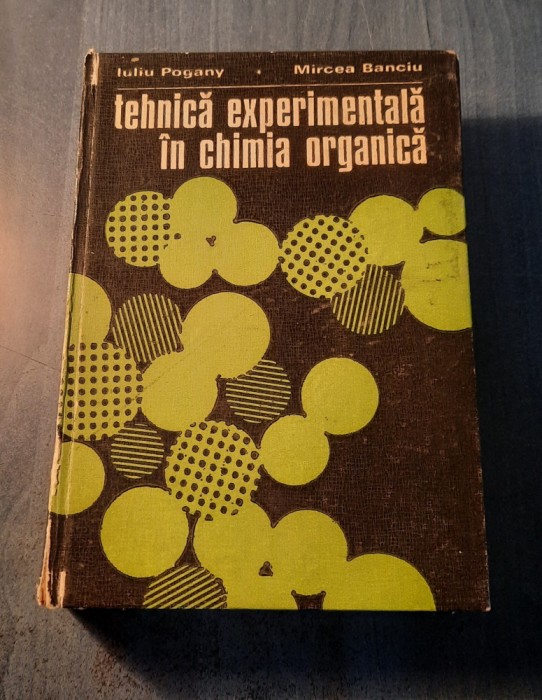 Iuliu Pogany . Mircea Banciu
tehnică experimentală
în chimia organică